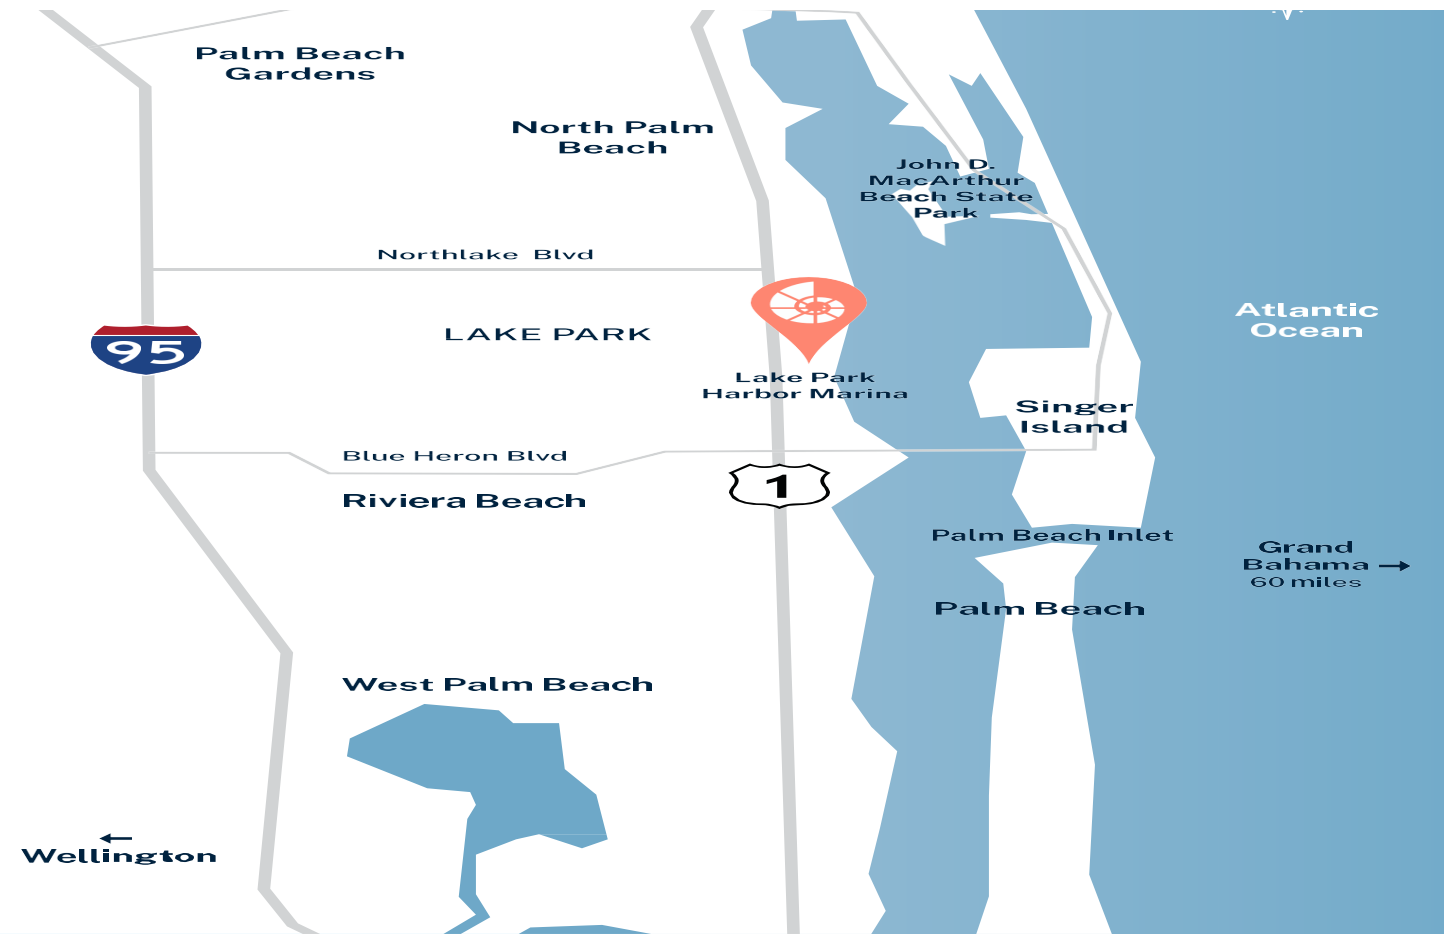 Palm Beach
Gardens
North Palm
Beach
John D.
MacArthur
Beach State
Park
Northlake Blvd
Atlantic
Ocean
LAKE PARK
95
Lake Park
Harbor Marina
Singer
Island
Blue Heron Blvd
1
Riviera Beach
Palm Beach Inlet
Grand
Bahama
60 miles
Palm Beach
West Palm Beach
Wellington